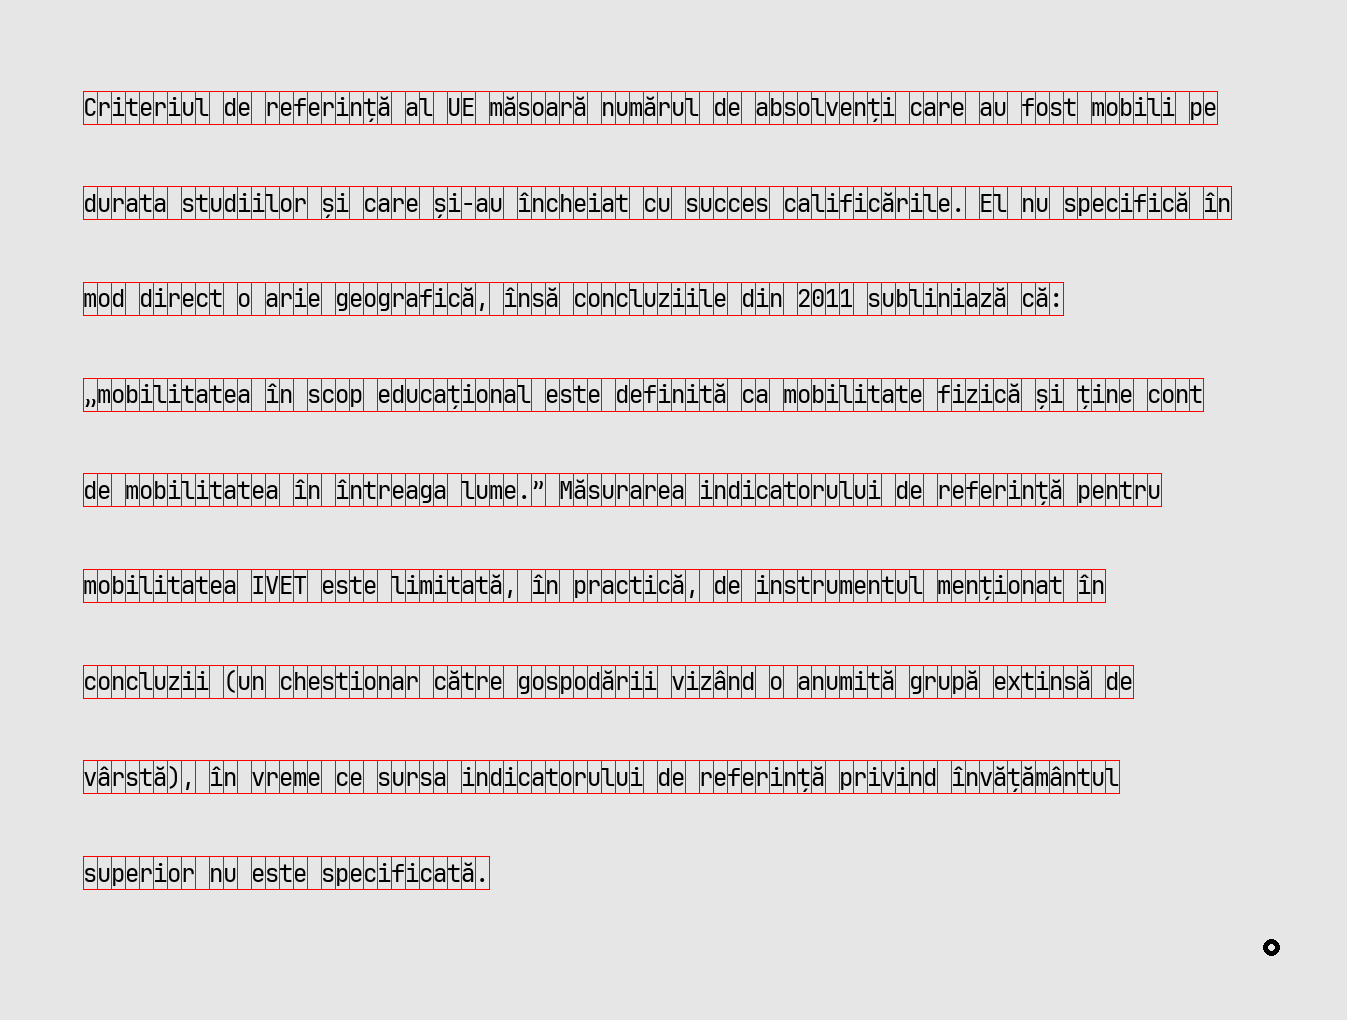 Criteriul de referință al UE măsoară numărul de absolvenți care au fost mobili pe
durata studiilor și care și-au încheiat cu succes calificările. El nu specifică în
mod direct o arie geografică, însă concluziile din 2011 subliniază că:
„mobilitatea în scop educațional este definită ca mobilitate fizică și ține cont
de mobilitatea în întreaga lume.” Măsurarea indicatorului de referință pentru
mobilitatea IVET este limitată, în practică, de instrumentul menționat în
concluzii (un chestionar către gospodării vizând o anumită grupă extinsă de
vârstă), în vreme ce sursa indicatorului de referință privind învățământul
superior nu este specificată.